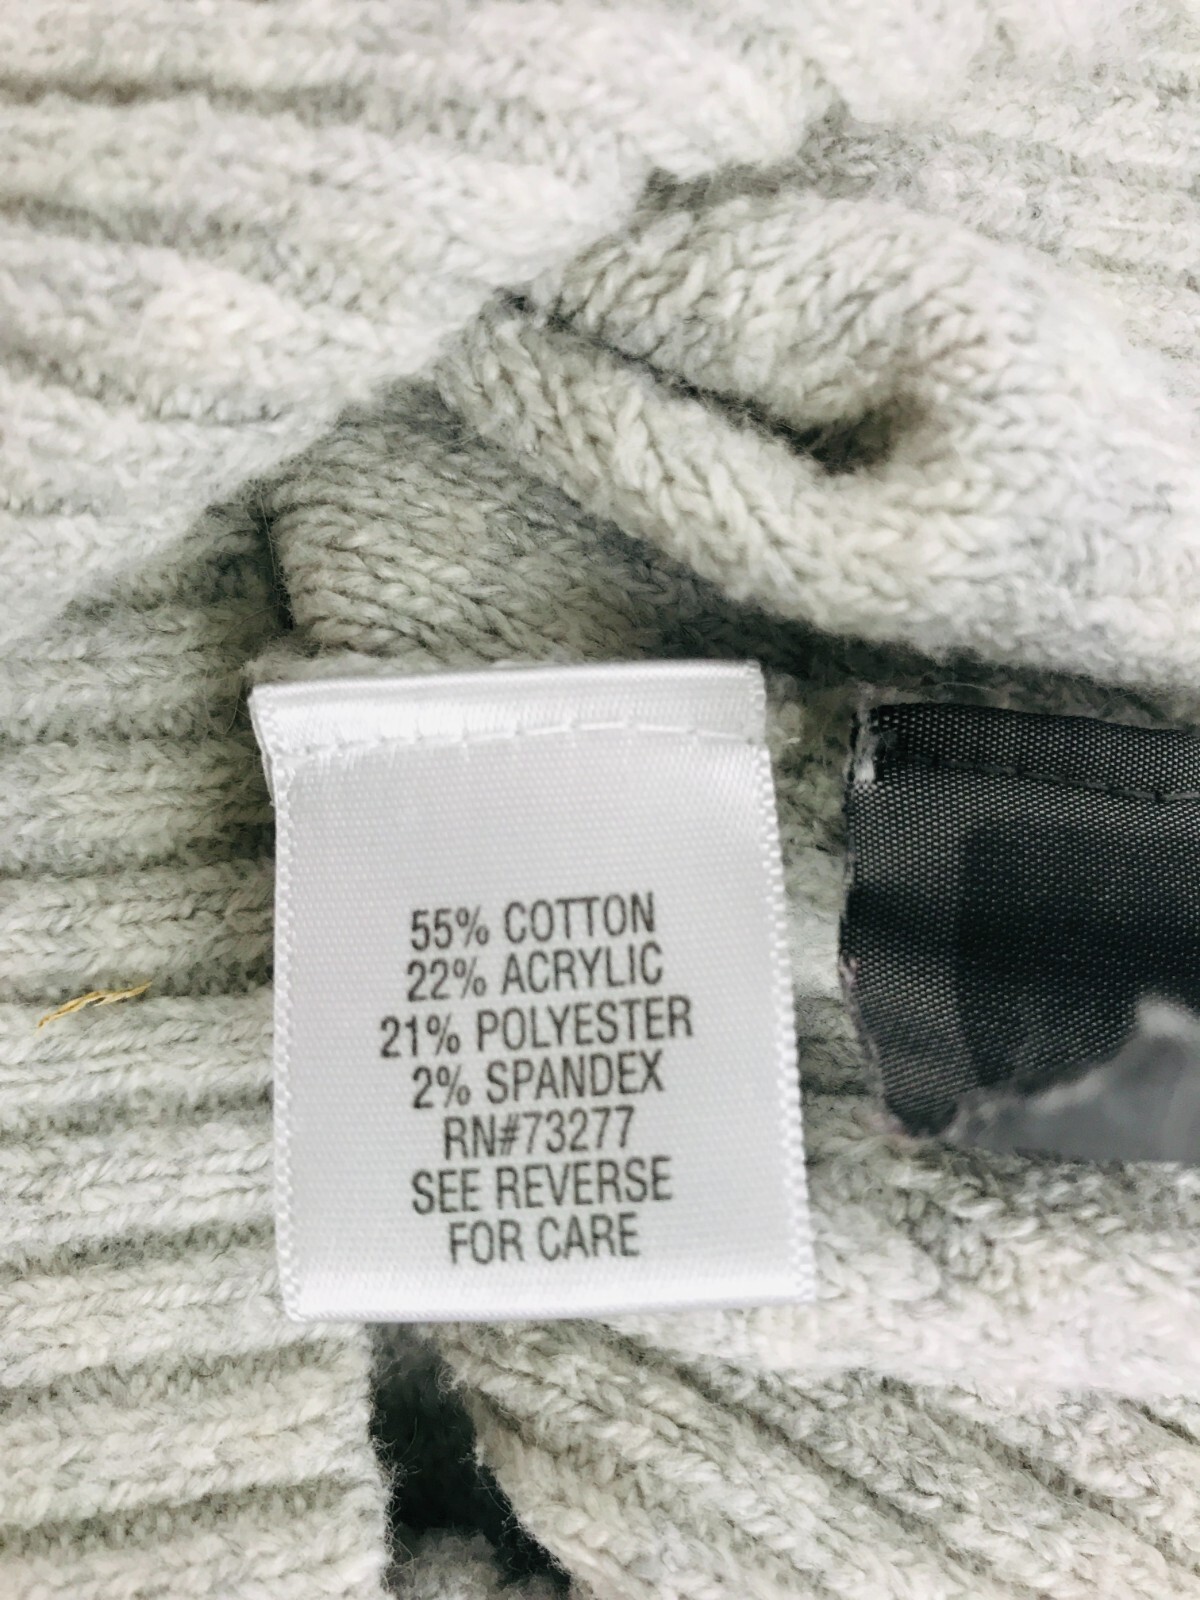 55% COTTON
22% ACRYLIC
21% POLYESTER
2% SPANDEX
RN#73277
SEE REVERSE
FOR CARE